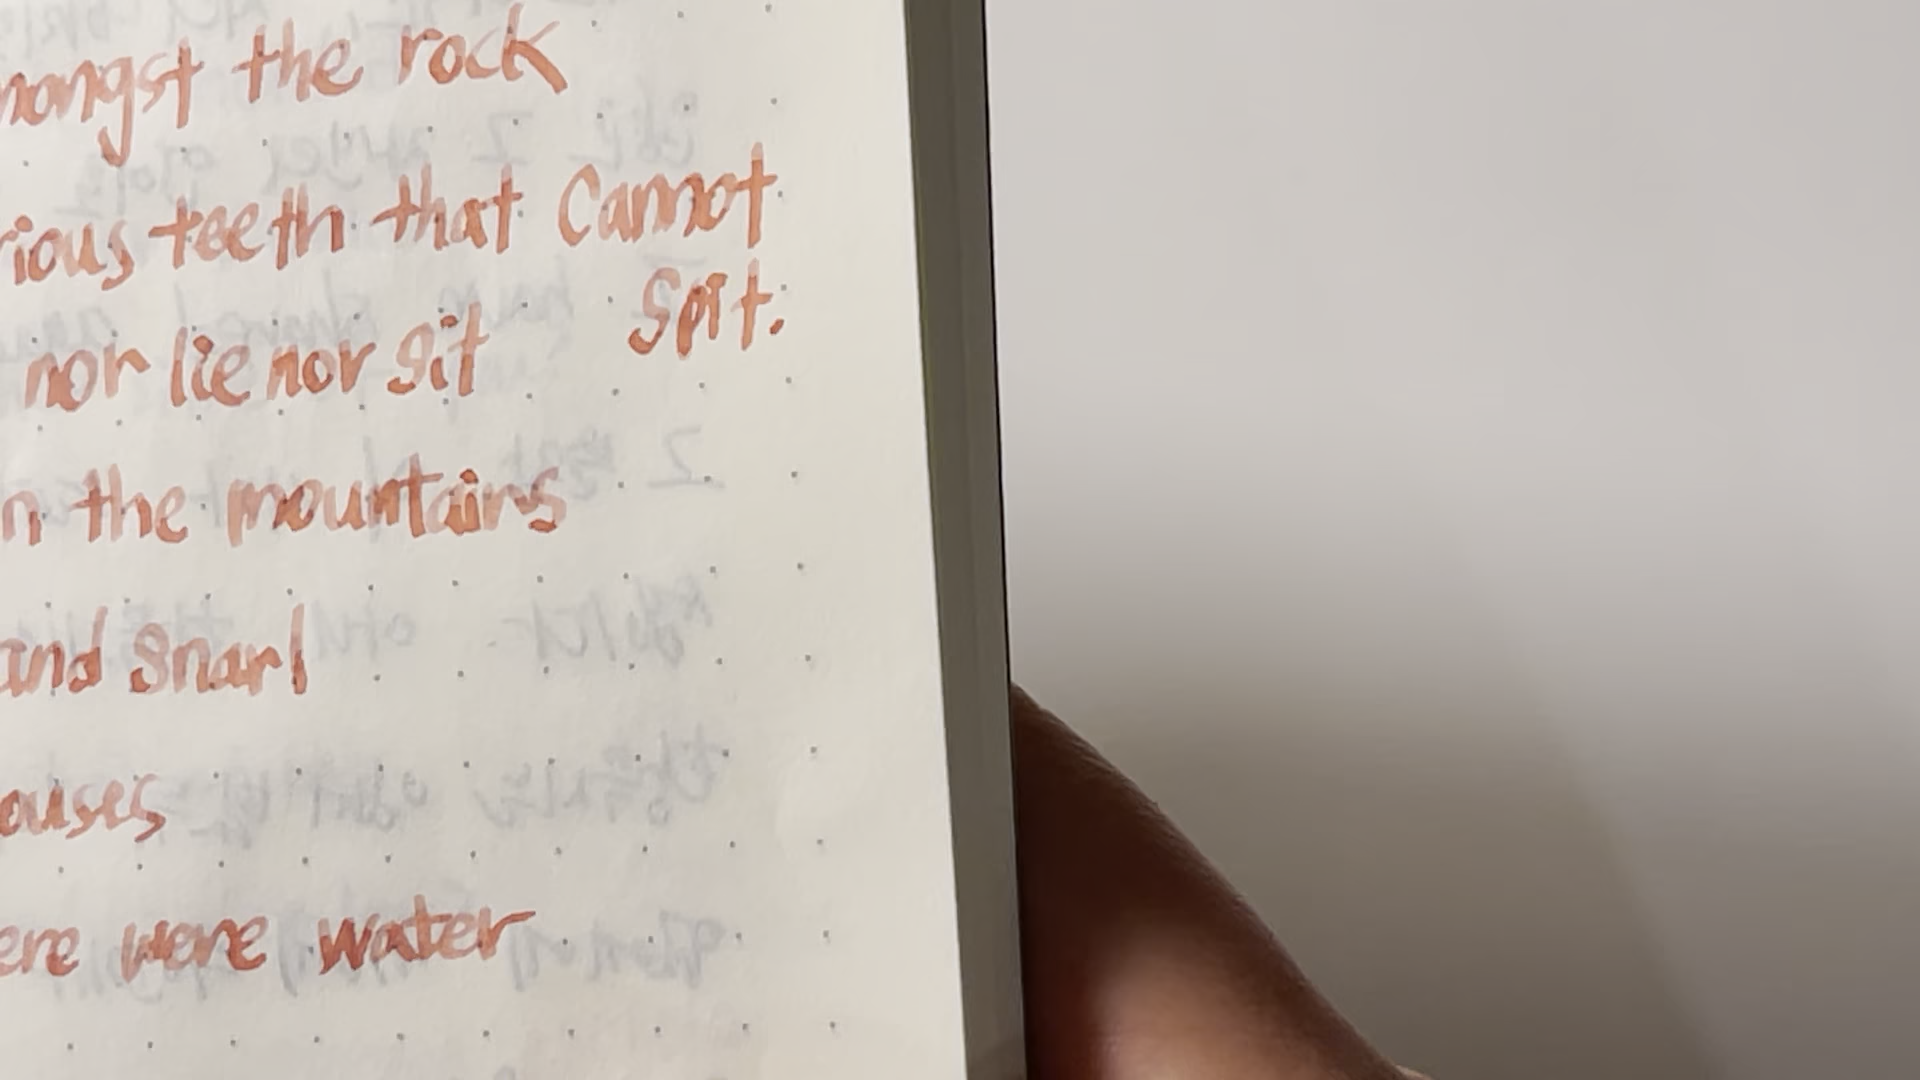 mongst the rock
rious teeth that Cannot
Spit.
nor lie nor sit
n the mountains
and snarl
ouses
ere were water